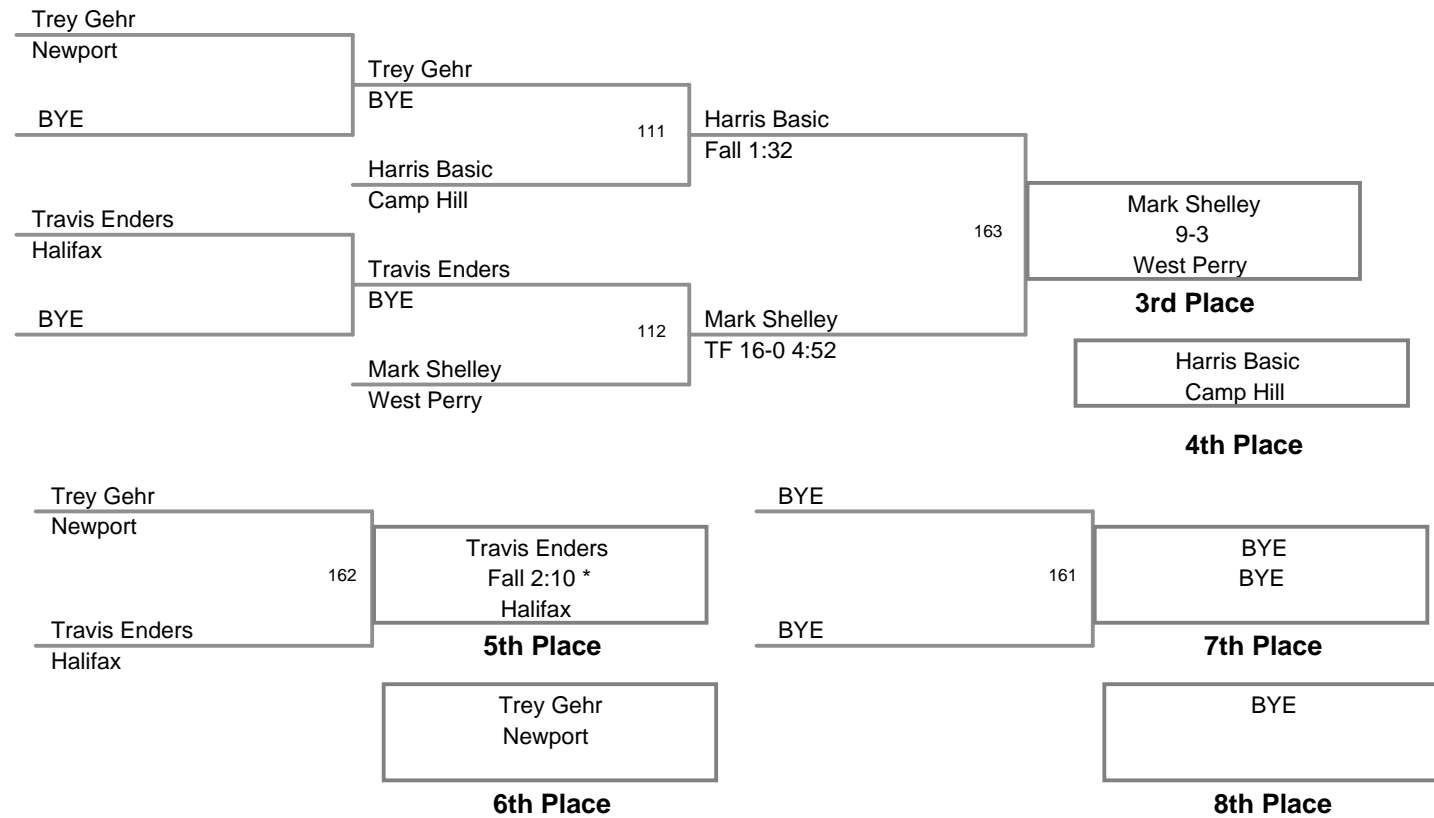 Trey Gehr
Newport
BYE
Trey Gehr
BYE
111
Harris Basic
Camp Hill
Harris Basic
Fall 1:32
Travis Enders
Halifax
BYE
Travis Enders
BYE
112
Mark Shelley
West Perry
Mark Shelley
TF 16-0 4:52
163
Mark Shelley
9-3
West Perry
3rd Place
Harris Basic
Camp Hill
4th Place
Trey Gehr
Newport
162
Travis Enders
Halifax
Travis Enders
Fall 2:10 *
Halifax
5th Place
Trey Gehr
Newport
6th Place
BYE
161
BYE
BYE
BYE
7th Place
BYE
8th Place